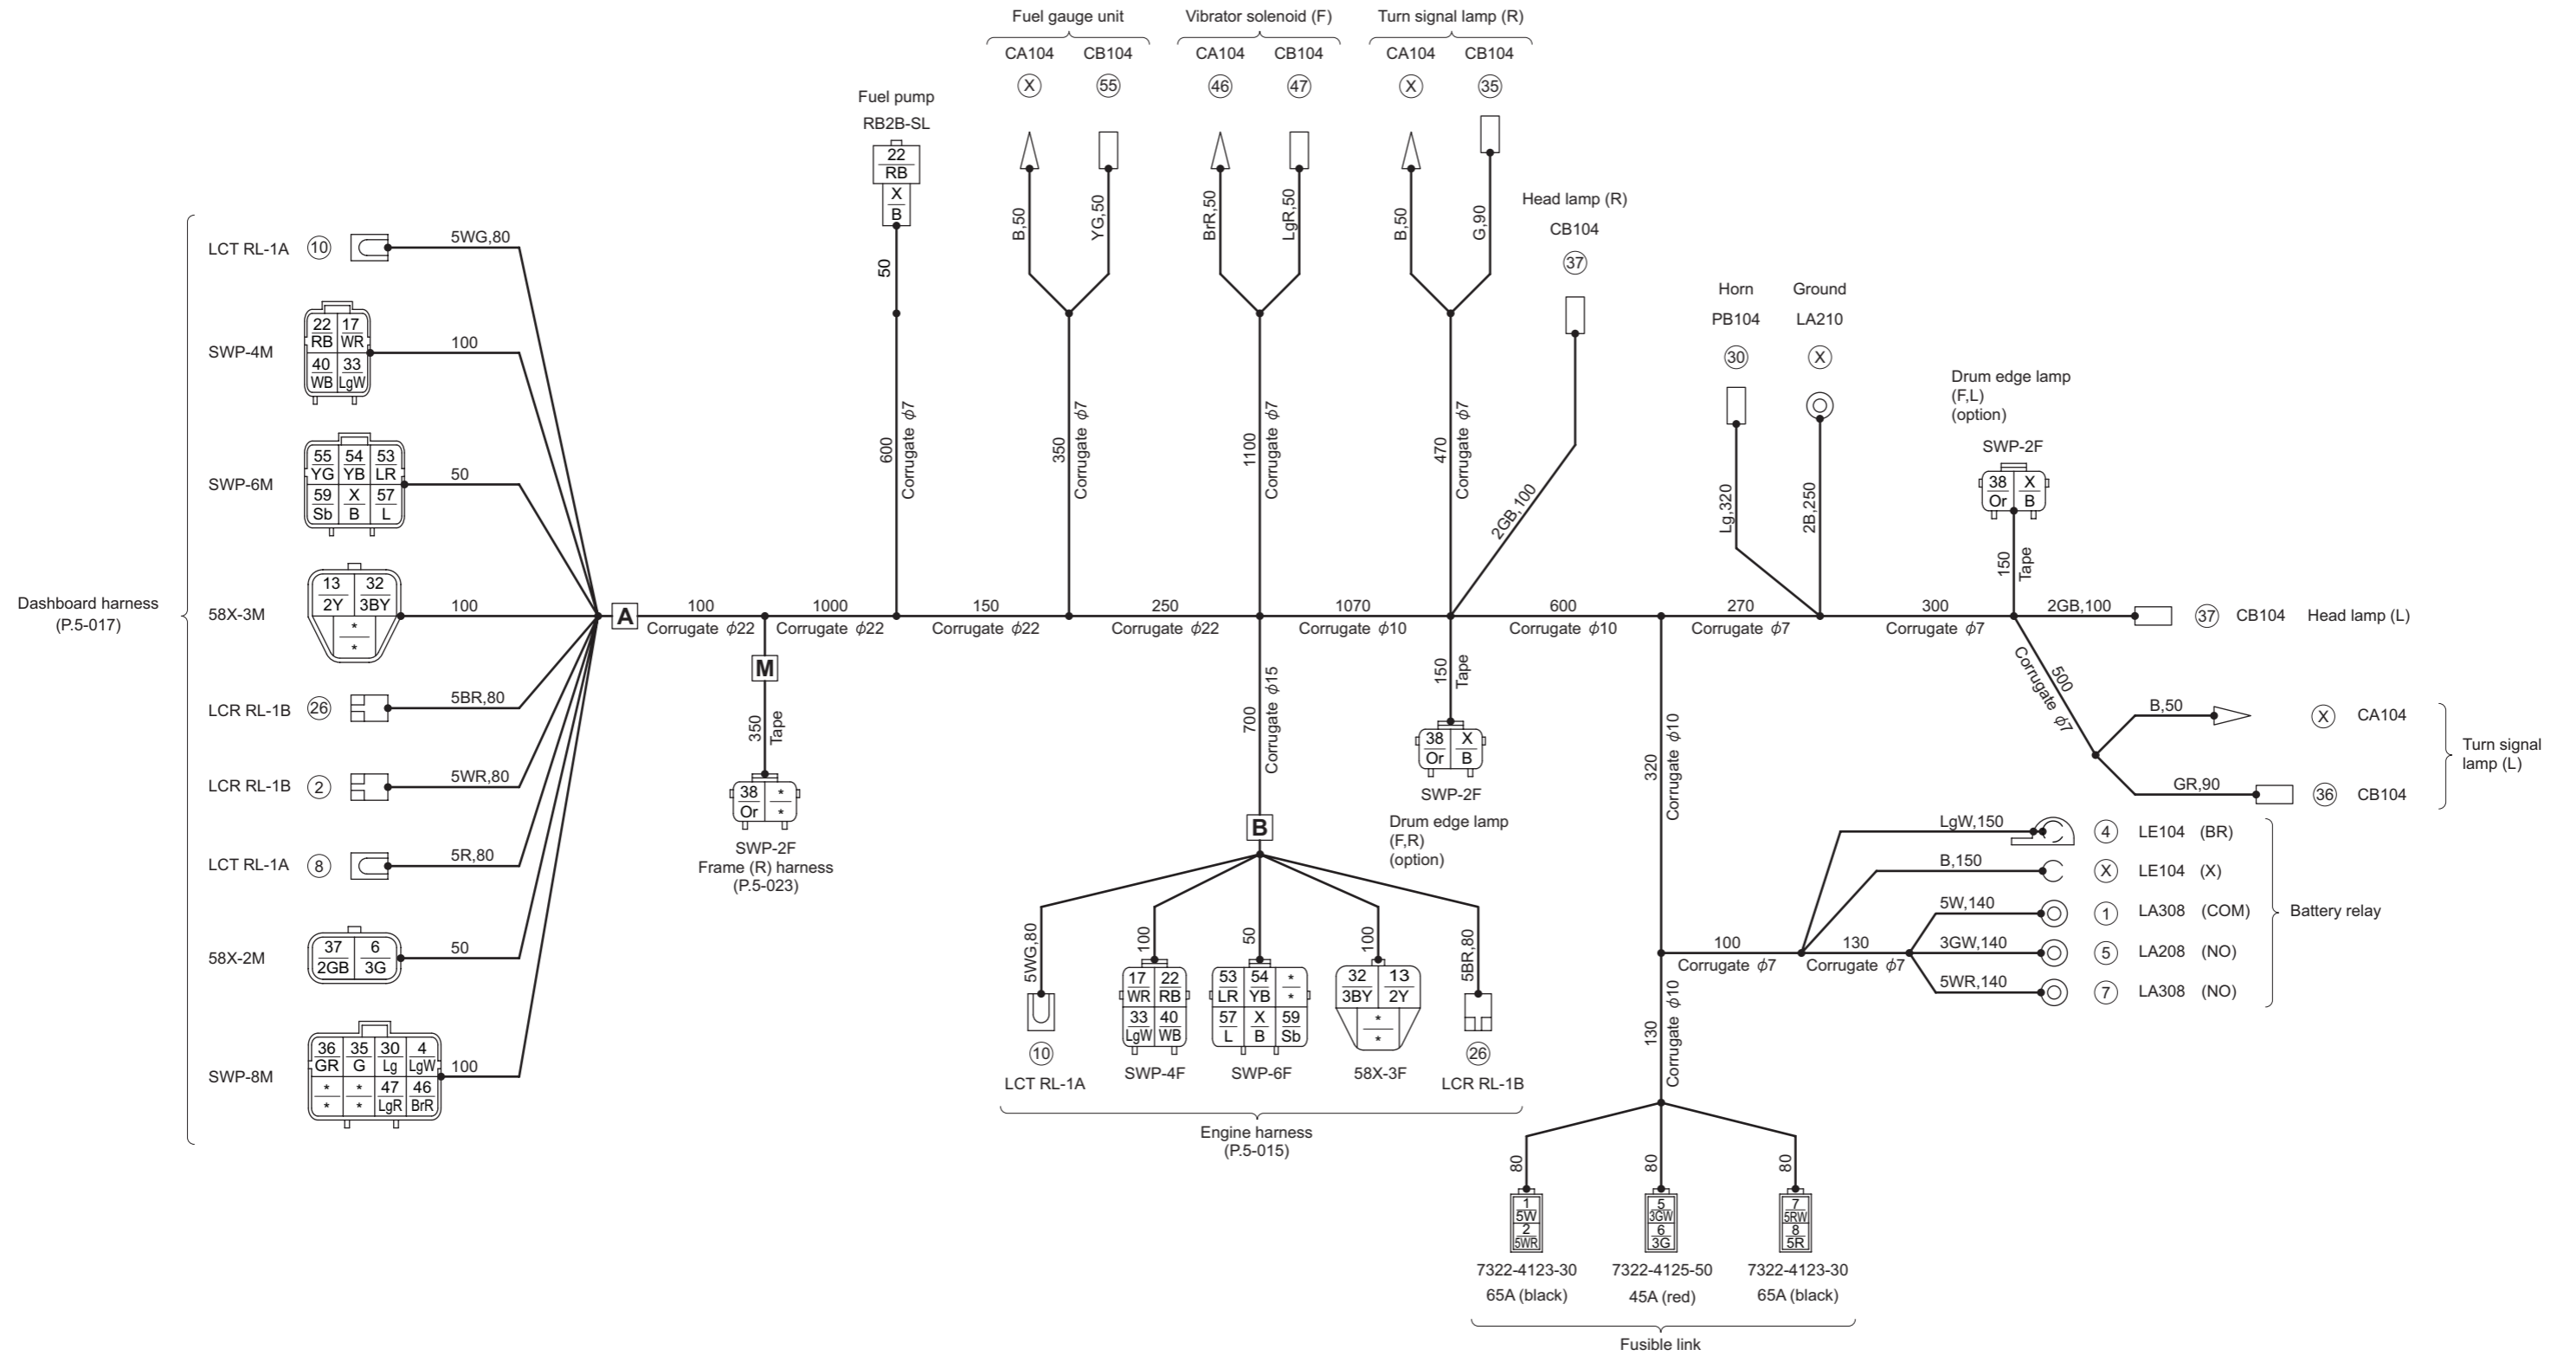 Fuel gauge unit
CA104 CB104
X 55
B,50
YG,50
Vibrator solenoid (F)
CA104 CB104
46 47
BrR,50
LgR,50
Turn signal lamp (R)
CA104 CB104
X 35
B,50
G,90
Fuel pump
RB2B-SL
22
RB
X
B
50
600
Corrugate φ7
350
Corrugate φ7
1100
Corrugate φ7
470
Corrugate φ7
Head lamp (R)
CB104
37
2GB,100
Horn
PB104
30
Lg,320
Ground
LA210
X
2B,250
Drum edge lamp
(F,L)
(option)
SWP-2F
38 X
Or B
150
Tape
Dashboard harness
(P.5-017)
LCT RL-1A 10 5WG,80
SWP-4M
22 17
RB WR
40 33
WB LgW
100
SWP-6M
55 54 53
YG YB LR
59 X 57
Sb B L
50
58X-3M
13 32
2Y 3BY
*
*
100
LCR RL-1B 26 5BR,80
LCR RL-1B 2 5WR,80
LCT RL-1A 8 5R,80
58X-2M
37 6
2GB 3G
50
SWP-8M
36 35 30 4
GR G Lg LgW
* * 47 46
* * LgR BrR
100
A
100
Corrugate φ22
1000
Corrugate φ22
150
Corrugate φ22
250
Corrugate φ22
1070
Corrugate φ10
600
Corrugate φ10
270
Corrugate φ7
300
Corrugate φ7
2GB,100 37 CB104 Head lamp (L)
M
350
Tape
38 *
Or *
SWP-2F
Frame (R) harness
(P.5-023)
700
Corrugate φ15
B
5WG,80
10
LCT RL-1A
100
17 22
WR RB
33 40
LgW WB
SWP-4F
50
53 54 *
LR YB *
57 X 59
L B Sb
SWP-6F
100
32 13
3BY 2Y
*
*
58X-3F
5BR,80
26
LCR RL-1B
Engine harness
(P.5-015)
150
Tape
38 X
Or B
SWP-2F
Drum edge lamp
(F,R)
(option)
500
Corrugate φ7
B,50 X CA104
GR,90 36 CB104
Turn signal
lamp (L)
320
Corrugate φ10
100
Corrugate φ7
130
Corrugate φ7
LgW,150 4 LE104 (BR)
B,150 X LE104 (X)
5W,140 1 LA308 (COM)
3GW,140 5 LA208 (NO)
5WR,140 7 LA308 (NO)
Battery relay
130
Corrugate φ10
80
1
5W
2
5WR
7322-4123-30
65A (black)
80
5
3GW
6
3G
7322-4125-50
45A (red)
80
7
5RW
8
5R
7322-4123-30
65A (black)
Fusible link